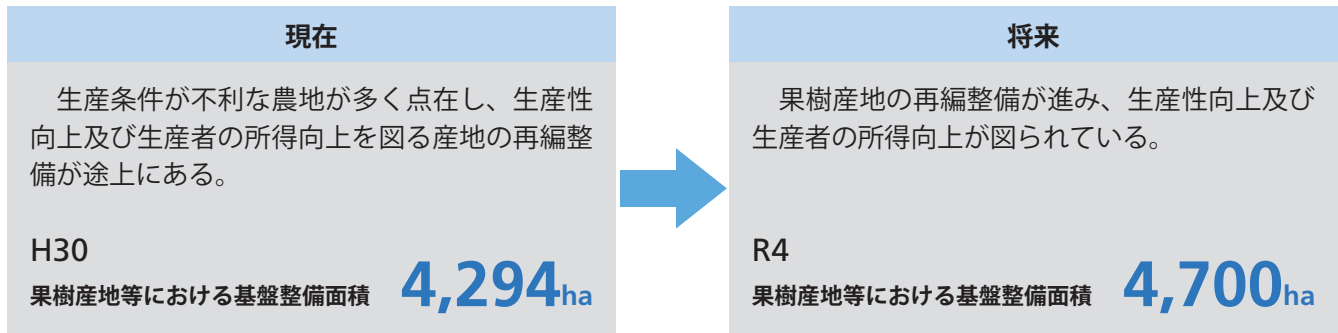 現在
生産条件が不利な農地が多く点在し、生産性
向上及び生産者の所得向上を図る産地の再編整
備が途上にある。
H30
果樹産地等における基盤整備面積 4,294ha
将来
果樹産地の再編整備が進み、生産性向上及び
生産者の所得向上が図られている。
R4
果樹産地等における基盤整備面積 4,700ha